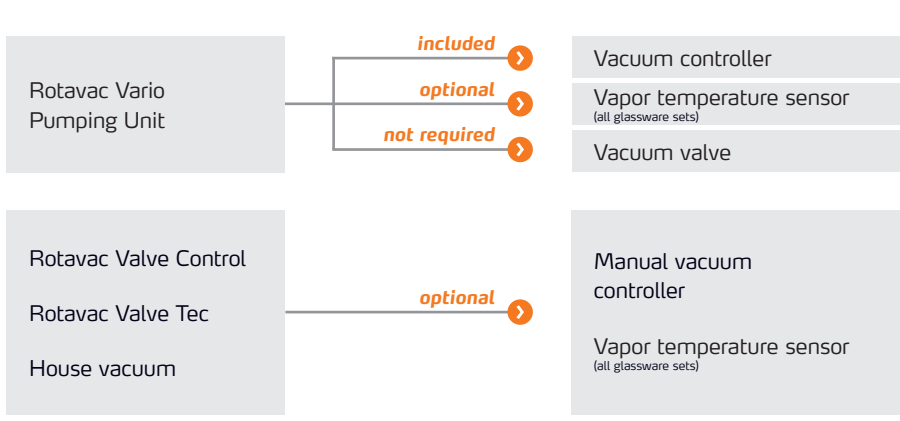 Rotavac Vario
Pumping Unit
included
Vacuum controller
optional
Vapor temperature sensor
(all glassware sets)
not required
Vacuum valve
Rotavac Valve Control
Rotavac Valve Tec
House vacuum
optional
Manual vacuum
controller
Vapor temperature sensor
(all glassware sets)